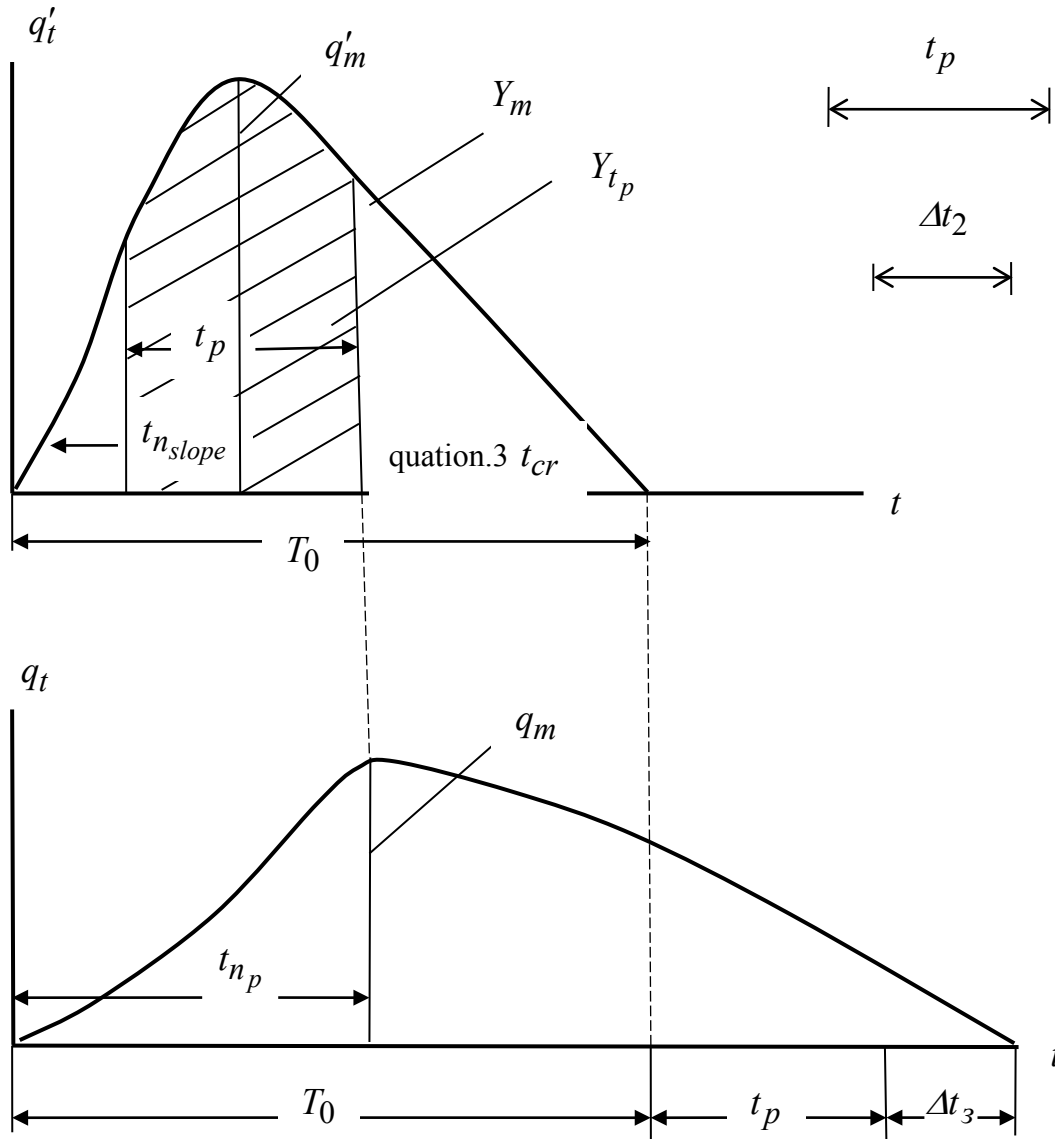 q′t
q′m
tp
Ym
Ytp
Δt2
tp
tnslope
quation.3 tcr
t
T0
qt
qm
tnp
t
T0
tp
Δtз